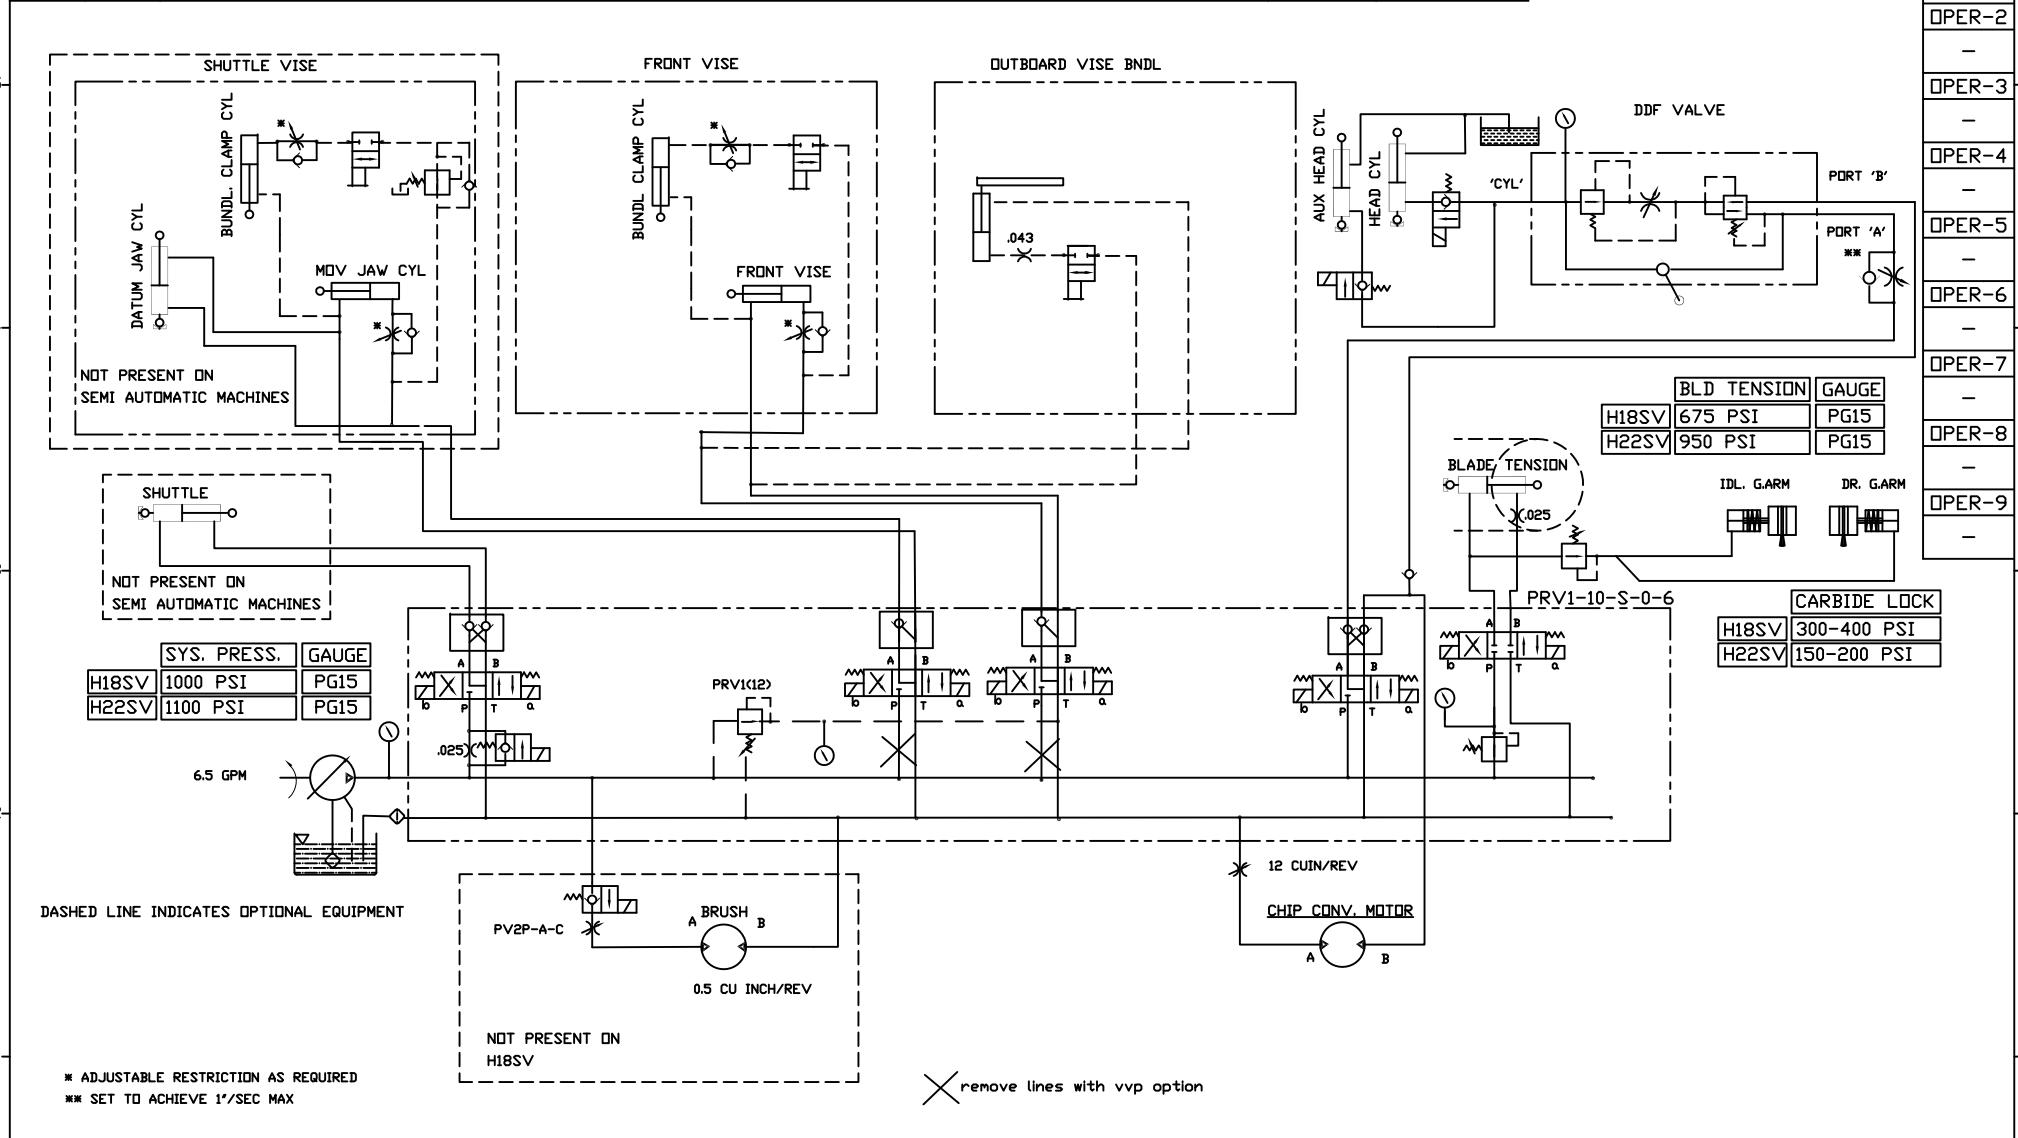 OPER-2
-
OPER-3
-
OPER-4
-
OPER-5
-
OPER-6
-
OPER-7
-
OPER-8
-
OPER-9
-
SHUTTLE VISE
BUNDL. CLAMP CYL
*
DATUM JAW CYL
MOV JAW CYL
*
NOT PRESENT ON
SEMI AUTOMATIC MACHINES
FRONT VISE
BUNDL CLAMP CYL
*
FRONT VISE
*
OUTBOARD VISE BNDL
.043
AUX HEAD CYL
HEAD CYL
'CYL'
DDF VALVE
PORT 'B'
PORT 'A'
**
BLD TENSION GAUGE
H18SV 675 PSI PG15
H22SV 950 PSI PG15
BLADE TENSION
.025
IDL. G.ARM
DR. G.ARM
SHUTTLE
NOT PRESENT ON
SEMI AUTOMATIC MACHINES
PRV1-10-S-0-6
CARBIDE LOCK
H18SV 300-400 PSI
H22SV 150-200 PSI
SYS. PRESS. GAUGE
H18SV 1000 PSI PG15
H22SV 1100 PSI PG15
A B
b P T a
.025
PRV1(12)
A B
b P T a
A B
b P T a
A B
b P T a
A B
b P T a
6.5 GPM
12 CUIN/REV
CHIP CONV. MOTOR
A B
DASHED LINE INDICATES OPTIONAL EQUIPMENT
PV2P-A-C
BRUSH
A B
0.5 CU INCH/REV
NOT PRESENT ON
H18SV
* ADJUSTABLE RESTRICTION AS REQUIRED
** SET TO ACHIEVE 1"/SEC MAX
remove lines with vvp option